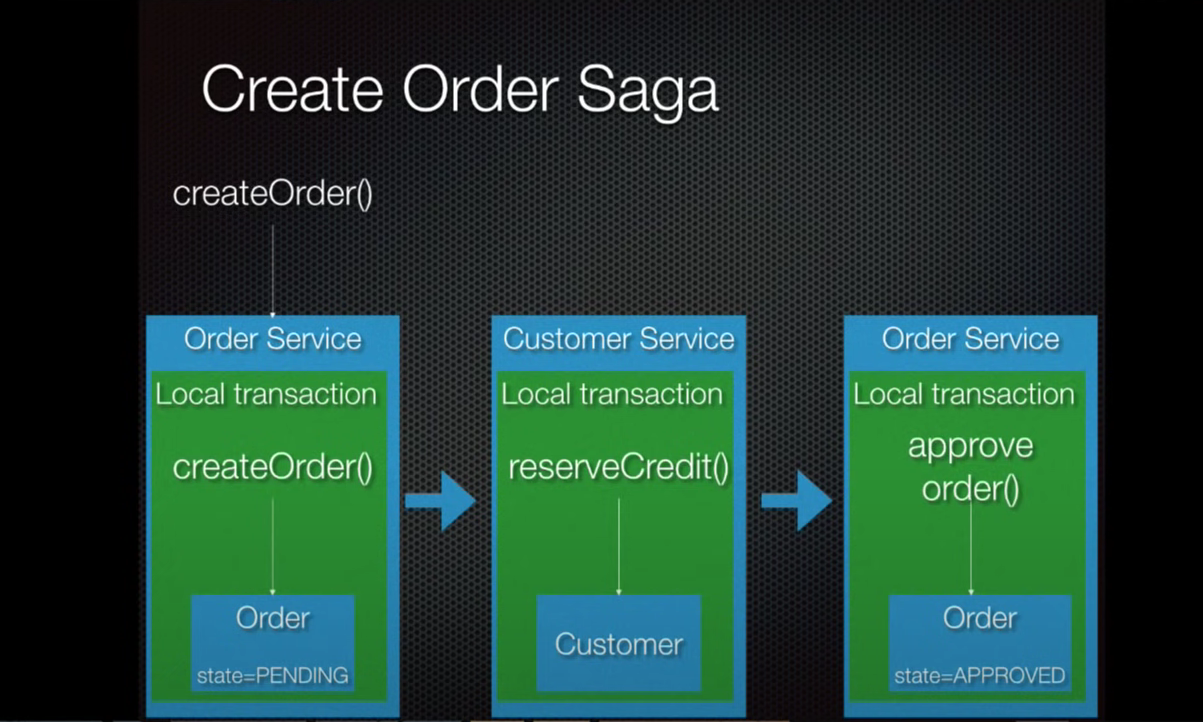 Create Order Saga
createOrder()
Order Service
Local transaction
createOrder()
Order
state=PENDING
Customer Service
Local transaction
reserveCredit()
Customer
Order Service
Local transaction
approve
order()
Order
state=APPROVED